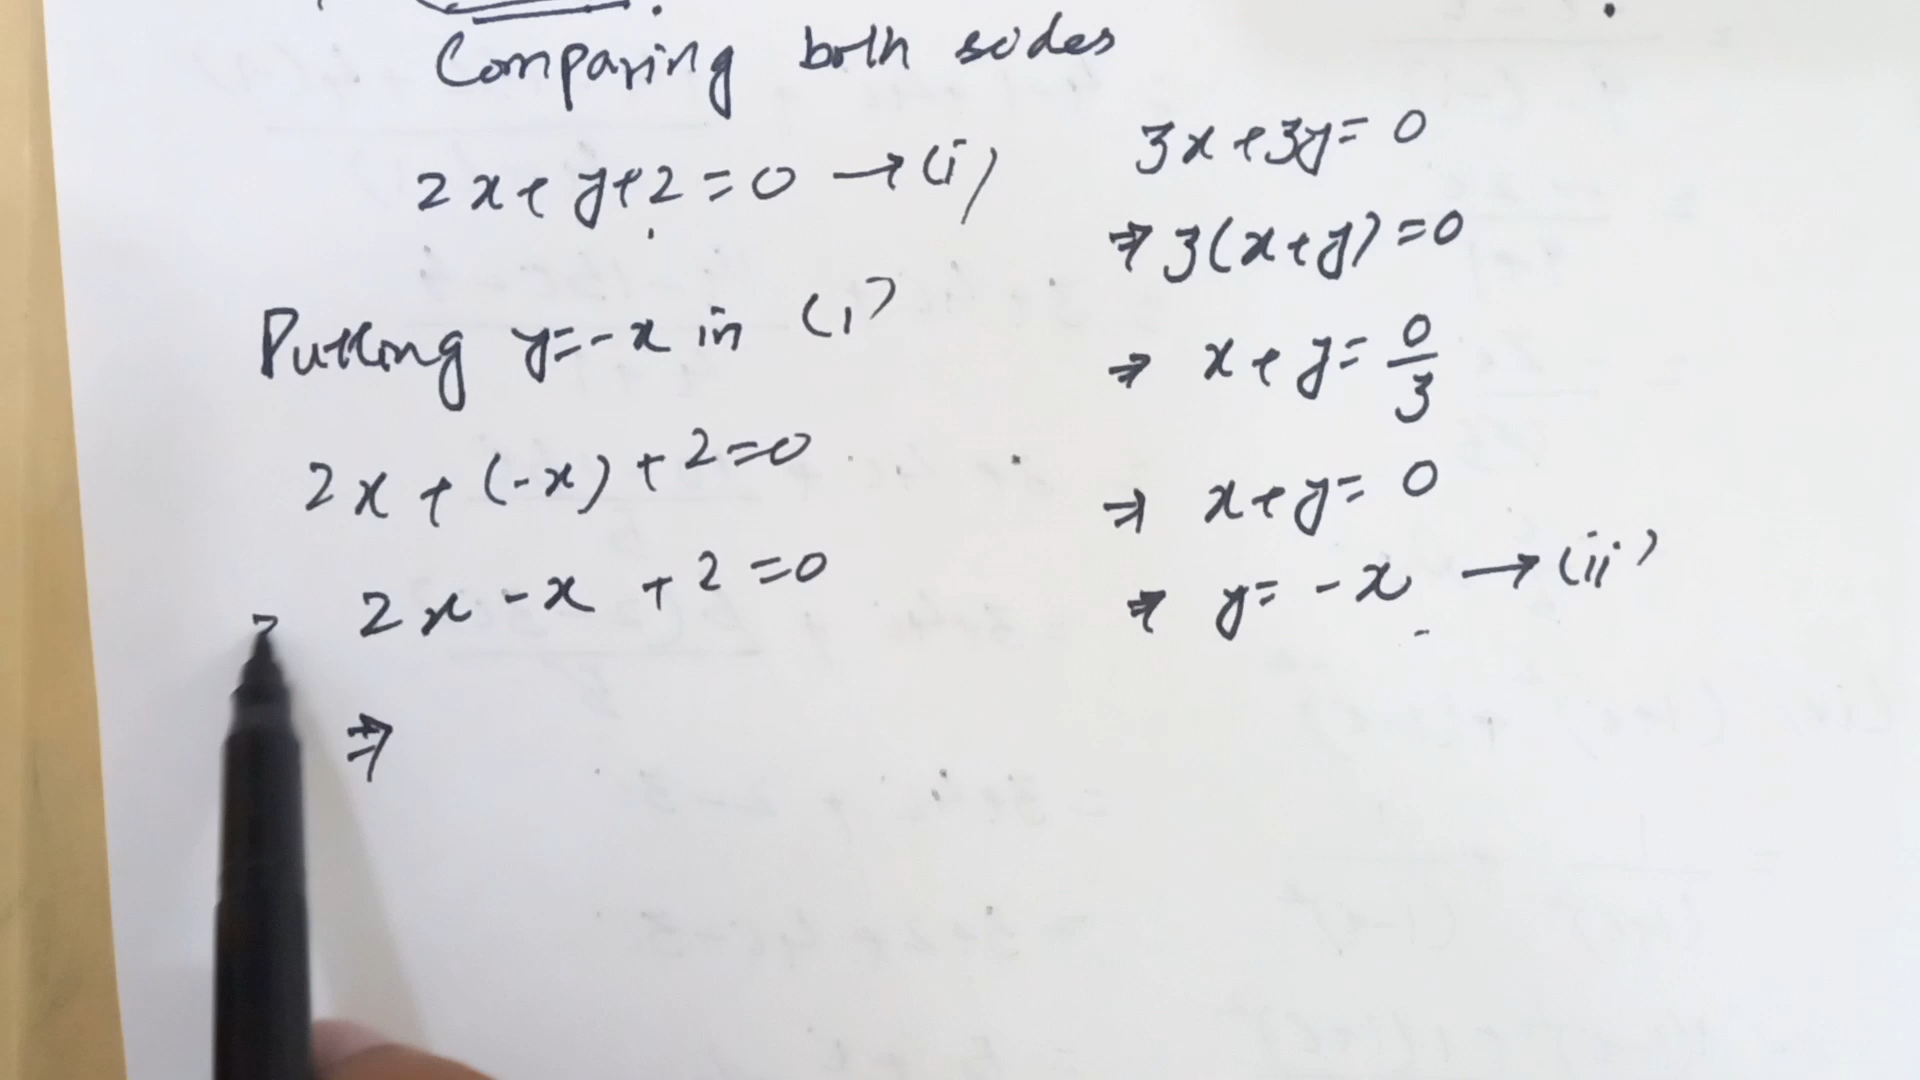 Comparing both sides
2x + y + 2 = 0 → (i)
Putting y = -x in (i)
2x + (-x) + 2 = 0
2x - x + 2 = 0
⇒
3x + 3y = 0
⇒ 3(x + y) = 0
⇒ x + y = 0/3
⇒ x + y = 0
⇒ y = -x → (ii)